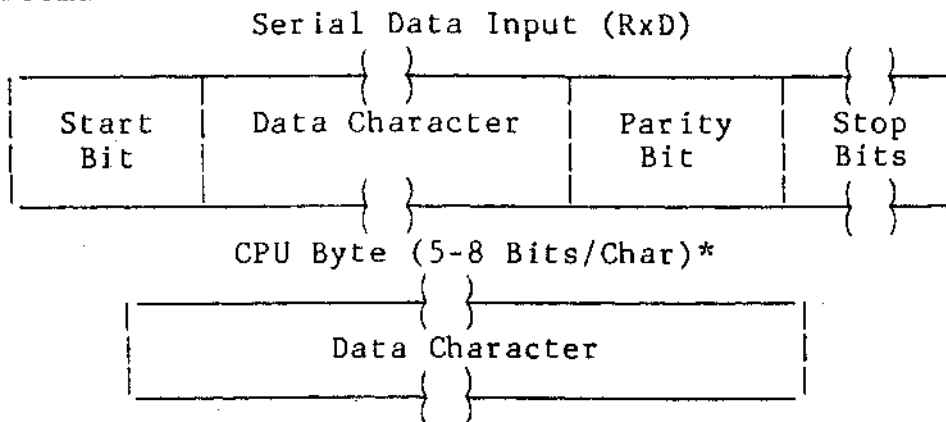 Serial Data Input (RxD)
Start Data Character Parity Stop
Bit Bit Bits
CPU Byte (5-8 Bits/Char)*
Data Character